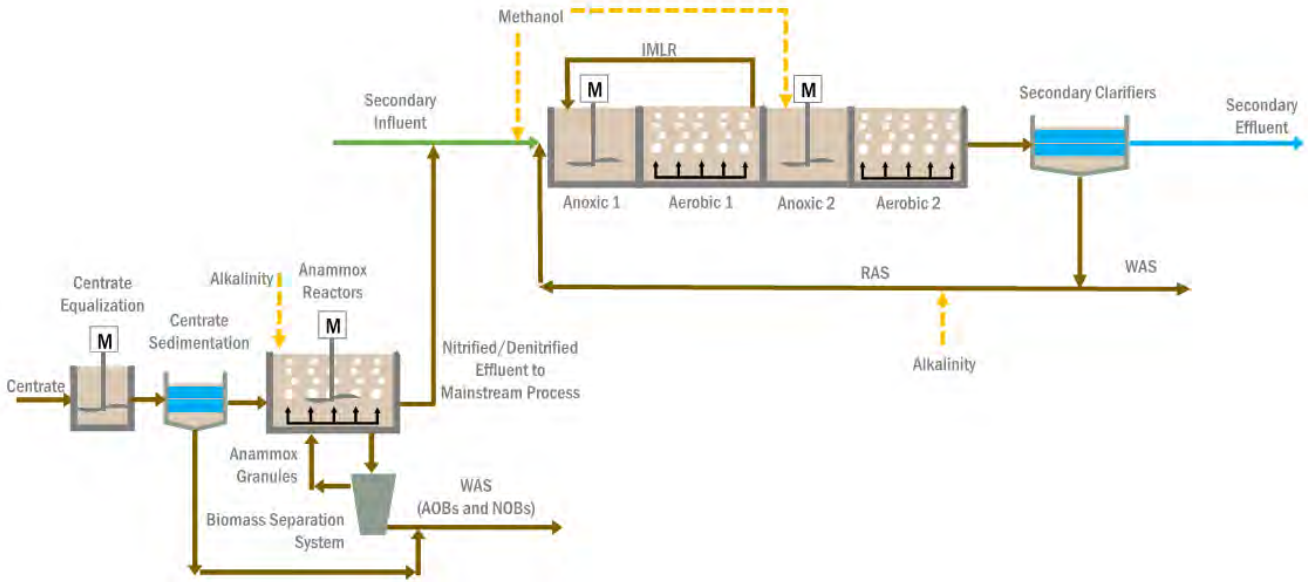 Methanol
IMLR
M
M
Secondary
Influent
Secondary Clarifiers
Secondary
Effluent
Anoxic 1
Aerobic 1
Anoxic 2
Aerobic 2
RAS
WAS
Alkalinity
Centrate
Equalization
M
Centrate
Sedimentation
Alkalinity
Anammox
Reactors
M
Nitrified/Denitrified
Effluent to
Mainstream Process
Centrate
Anammox
Granules
Biomass Separation
System
WAS
(AOBs and NOBs)